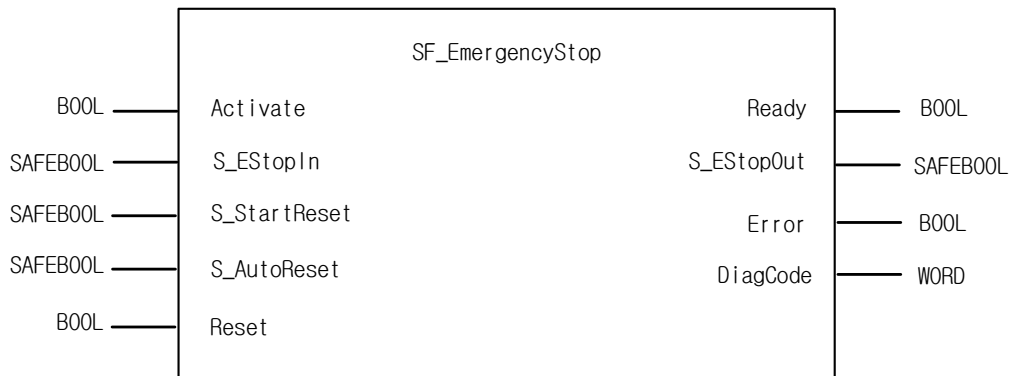 SF_EmergencyStop
BOOL Activate Ready BOOL
SAFEBOOL S_EStopIn S_EStopOut SAFEBOOL
SAFEBOOL S_StartReset Error BOOL
SAFEBOOL S_AutoReset DiagCode WORD
BOOL Reset